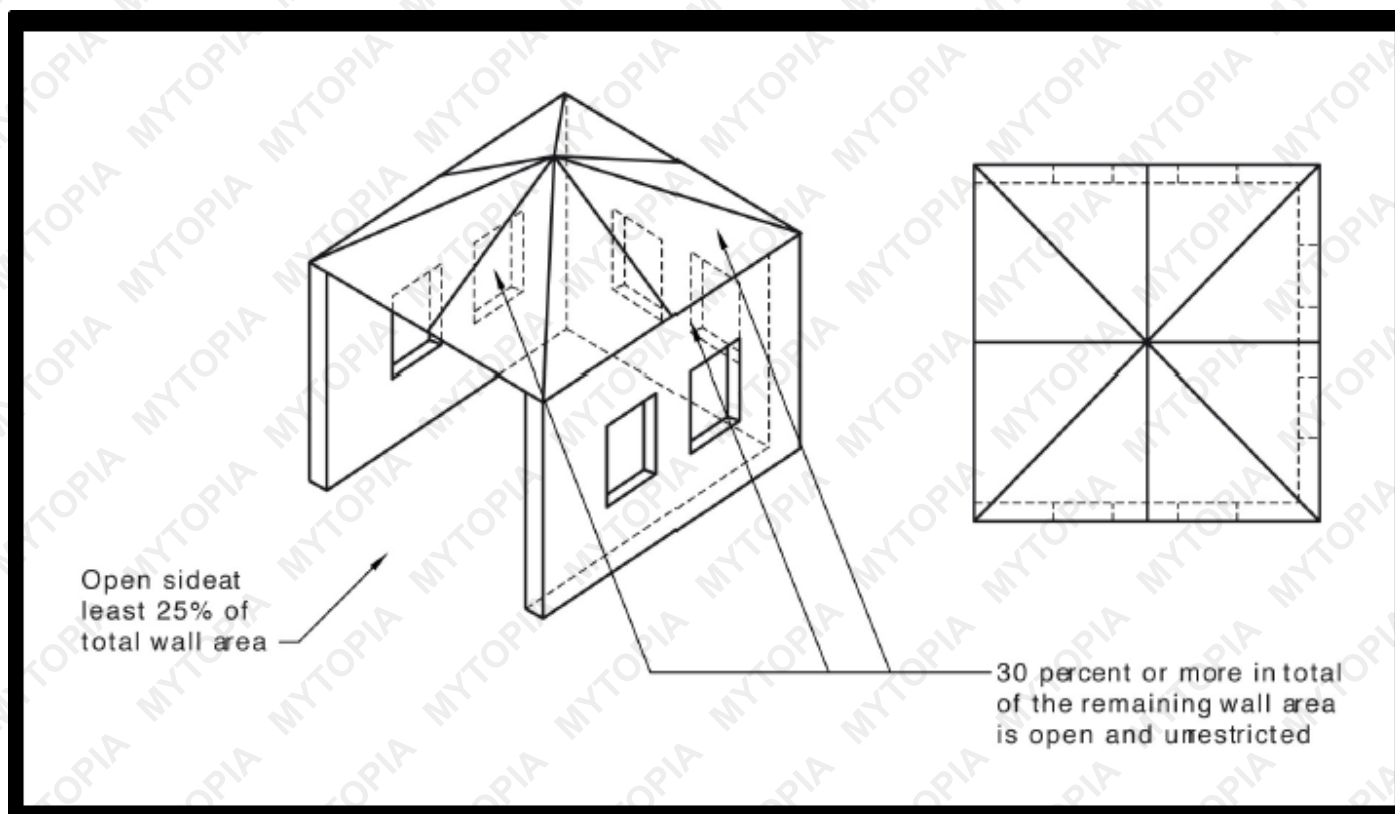 Open sideat
least 25% of
total wall area
30 percent or more in total
of the remaining wall area
is open and unrestricted
MYTOPIA